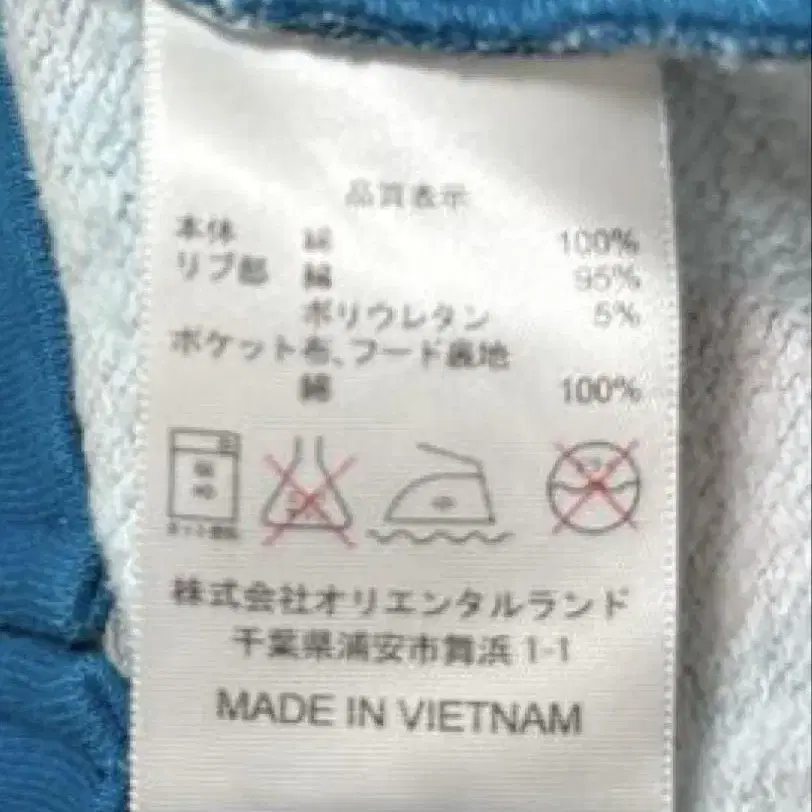 品質表示
本体 綿 100%
リブ部 綿 95%
ポリウレタン 5%
ポケット布、フード裏地
綿 100%
株式会社オリエンタルランド
千葉県浦安市舞浜 1-1
MADE IN VIETNAM